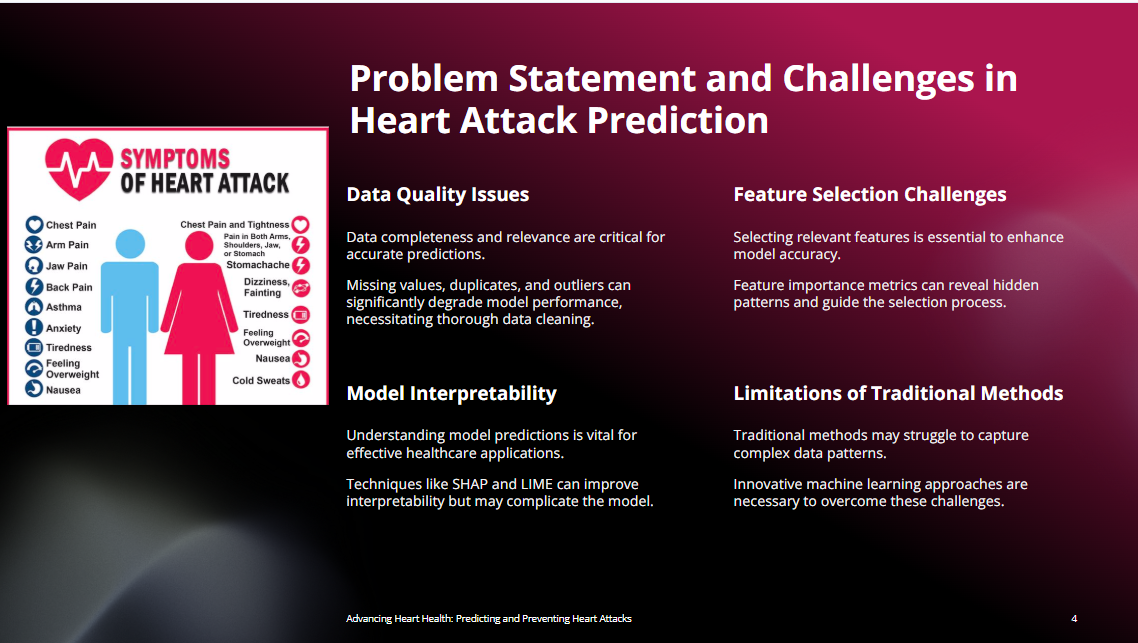 Problem Statement and Challenges in
Heart Attack Prediction
SYMPTOMS
OF HEART ATTACK
Chest Pain
Arm Pain
Jaw Pain
Back Pain
Asthma
Anxiety
Tiredness
Feeling
Overweight
Nausea
Chest Pain and Tightness
Pain in Both Arms,
Shoulders, Jaw,
or Stomach
Stomachache
Dizziness,
Fainting
Tiredness
Feeling
Overweight
Nausea
Cold Sweats
Data Quality Issues
Data completeness and relevance are critical for
accurate predictions.
Missing values, duplicates, and outliers can
significantly degrade model performance,
necessitating thorough data cleaning.
Feature Selection Challenges
Selecting relevant features is essential to enhance
model accuracy.
Feature importance metrics can reveal hidden
patterns and guide the selection process.
Model Interpretability
Understanding model predictions is vital for
effective healthcare applications.
Techniques like SHAP and LIME can improve
interpretability but may complicate the model.
Limitations of Traditional Methods
Traditional methods may struggle to capture
complex data patterns.
Innovative machine learning approaches are
necessary to overcome these challenges.
Advancing Heart Health: Predicting and Preventing Heart Attacks
4